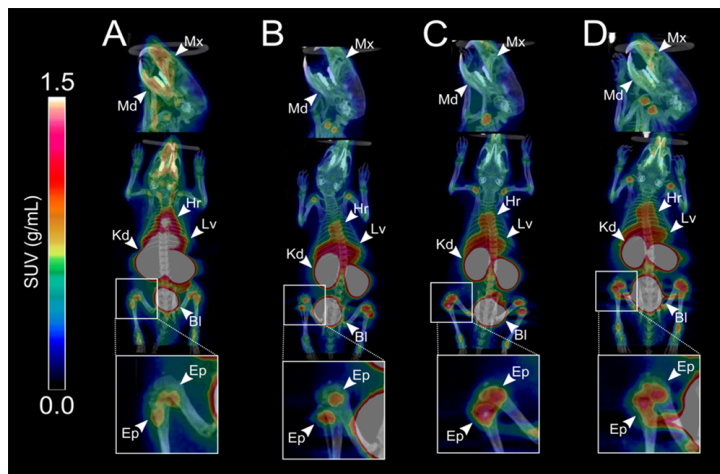 A
B
C
D
1.5
SUV (g/mL)
0.0
Mx
Md
Hr
Lv
Kd
Bl
Ep
Ep
Mx
Md
Hr
Lv
Kd
Bl
Ep
Ep
Mx
Md
Hr
Lv
Kd
Bl
Ep
Ep
Mx
Md
Hr
Lv
Kd
Bl
Ep
Ep